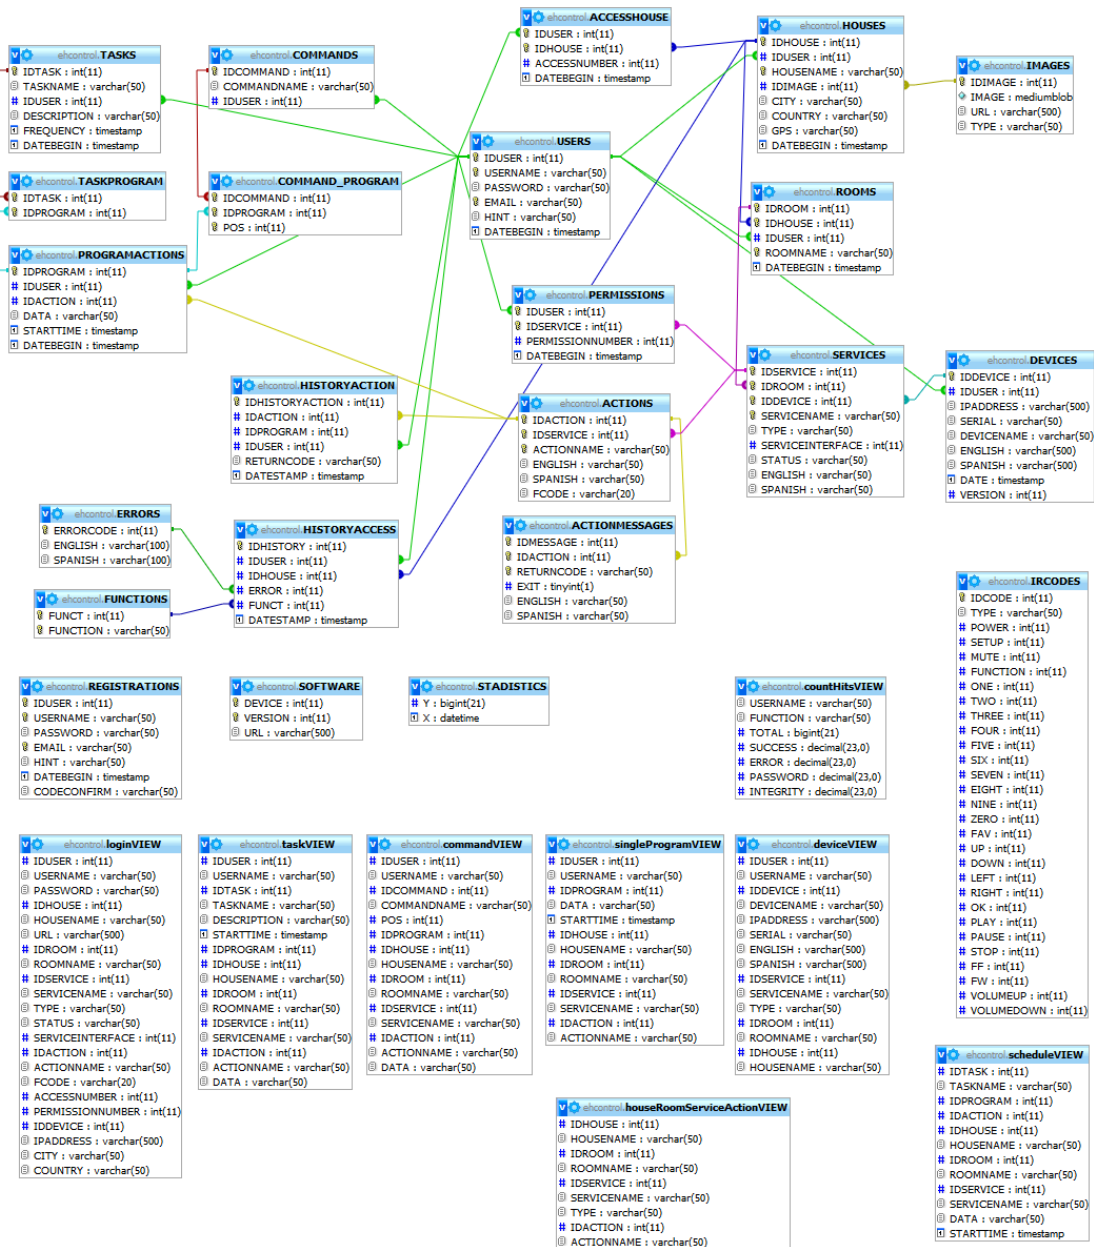 ehcontrol.TASKS
IDTASK : int(11)
TASKNAME : varchar(50)
IDUSER : int(11)
DESCRIPTION : varchar(50)
FREQUENCY : timestamp
DATEBEGIN : timestamp
ehcontrol.COMMANDS
IDCOMMAND : int(11)
COMMANDNAME : varchar(50)
IDUSER : int(11)
ehcontrol.ACCESSHOUSE
IDUSER : int(11)
IDHOUSE : int(11)
ACCESSNUMBER : int(11)
DATEBEGIN : timestamp
ehcontrol.HOUSES
IDHOUSE : int(11)
IDUSER : int(11)
HOUSENAME : varchar(50)
IDIMAGE : int(11)
CITY : varchar(50)
COUNTRY : varchar(50)
GPS : varchar(50)
DATEBEGIN : timestamp
ehcontrol.IMAGES
IDIMAGE : int(11)
IMAGE : mediumblob
URL : varchar(500)
TYPE : varchar(50)
ehcontrol.USERS
IDUSER : int(11)
USERNAME : varchar(50)
PASSWORD : varchar(50)
EMAIL : varchar(50)
HINT : varchar(50)
DATEBEGIN : timestamp
ehcontrol.TASKPROGRAM
IDTASK : int(11)
IDPROGRAM : int(11)
ehcontrol.COMMAND_PROGRAM
IDCOMMAND : int(11)
IDPROGRAM : int(11)
POS : int(11)
ehcontrol.ROOMS
IDROOM : int(11)
IDHOUSE : int(11)
IDUSER : int(11)
ROOMNAME : varchar(50)
DATEBEGIN : timestamp
ehcontrol.PROGRAMACTIONS
IDPROGRAM : int(11)
IDUSER : int(11)
IDACTION : int(11)
DATA : varchar(50)
STARTTIME : timestamp
DATEBEGIN : timestamp
ehcontrol.PERMISSIONS
IDUSER : int(11)
IDSERVICE : int(11)
PERMISSIONNUMBER : int(11)
DATEBEGIN : timestamp
ehcontrol.SERVICES
IDSERVICE : int(11)
IDROOM : int(11)
IDDEVICE : int(11)
SERVICENAME : varchar(50)
TYPE : varchar(50)
SERVICEINTERFACE : int(11)
STATUS : varchar(50)
ENGLISH : varchar(50)
SPANISH : varchar(50)
ehcontrol.DEVICES
IDDEVICE : int(11)
IDUSER : int(11)
IPADDRESS : varchar(500)
SERIAL : varchar(50)
DEVICENAME : varchar(50)
ENGLISH : varchar(500)
SPANISH : varchar(500)
DATE : timestamp
VERSION : int(11)
ehcontrol.HISTORYACTION
IDHISTORYACTION : int(11)
IDACTION : int(11)
IDPROGRAM : int(11)
IDUSER : int(11)
RETURNCODE : varchar(50)
DATESTAMP : timestamp
ehcontrol.ACTIONS
IDACTION : int(11)
IDSERVICE : int(11)
ACTIONNAME : varchar(50)
ENGLISH : varchar(50)
SPANISH : varchar(50)
FCODE : varchar(20)
ehcontrol.ERRORS
ERRORCODE : int(11)
ENGLISH : varchar(100)
SPANISH : varchar(100)
ehcontrol.HISTORYACCESS
IDHISTORY : int(11)
IDUSER : int(11)
IDHOUSE : int(11)
ERROR : int(11)
FUNCT : int(11)
DATESTAMP : timestamp
ehcontrol.ACTIONMESSAGES
IDMESSAGE : int(11)
IDACTION : int(11)
RETURNCODE : varchar(50)
EXIT : tinyint(1)
ENGLISH : varchar(50)
SPANISH : varchar(50)
ehcontrol.FUNCTIONS
FUNCT : int(11)
FUNCTION : varchar(50)
ehcontrol.IRCODES
IDCODE : int(11)
TYPE : varchar(50)
POWER : int(11)
SETUP : int(11)
MUTE : int(11)
FUNCTION : int(11)
ONE : int(11)
TWO : int(11)
THREE : int(11)
FOUR : int(11)
FIVE : int(11)
SIX : int(11)
SEVEN : int(11)
EIGHT : int(11)
NINE : int(11)
ZERO : int(11)
FAV : int(11)
UP : int(11)
DOWN : int(11)
LEFT : int(11)
RIGHT : int(11)
OK : int(11)
PLAY : int(11)
PAUSE : int(11)
STOP : int(11)
FF : int(11)
FW : int(11)
VOLUMEUP : int(11)
VOLUMEDOWN : int(11)
ehcontrol.REGISTRATIONS
IDUSER : int(11)
USERNAME : varchar(50)
PASSWORD : varchar(50)
EMAIL : varchar(50)
HINT : varchar(50)
DATEBEGIN : timestamp
CODECONFIRM : varchar(50)
ehcontrol.SOFTWARE
DEVICE : int(11)
VERSION : int(11)
URL : varchar(500)
ehcontrol.STADISTICS
Y : bigint(21)
X : datetime
ehcontrol.countHitsVIEW
USERNAME : varchar(50)
FUNCTION : varchar(50)
TOTAL : bigint(21)
SUCCESS : decimal(23,0)
ERROR : decimal(23,0)
PASSWORD : decimal(23,0)
INTEGRITY : decimal(23,0)
ehcontrol.loginVIEW
IDUSER : int(11)
USERNAME : varchar(50)
PASSWORD : varchar(50)
IDHOUSE : int(11)
HOUSENAME : varchar(50)
URL : varchar(500)
IDROOM : int(11)
ROOMNAME : varchar(50)
IDSERVICE : int(11)
SERVICENAME : varchar(50)
TYPE : varchar(50)
STATUS : varchar(50)
SERVICEINTERFACE : int(11)
IDACTION : int(11)
ACTIONNAME : varchar(50)
FCODE : varchar(20)
ACCESSNUMBER : int(11)
PERMISSIONNUMBER : int(11)
IDDEVICE : int(11)
IPADDRESS : varchar(500)
CITY : varchar(50)
COUNTRY : varchar(50)
ehcontrol.taskVIEW
IDUSER : int(11)
USERNAME : varchar(50)
IDTASK : int(11)
TASKNAME : varchar(50)
DESCRIPTION : varchar(50)
STARTTIME : timestamp
IDPROGRAM : int(11)
IDHOUSE : int(11)
HOUSENAME : varchar(50)
IDROOM : int(11)
ROOMNAME : varchar(50)
IDSERVICE : int(11)
SERVICENAME : varchar(50)
IDACTION : int(11)
ACTIONNAME : varchar(50)
DATA : varchar(50)
ehcontrol.commandVIEW
IDUSER : int(11)
USERNAME : varchar(50)
IDCOMMAND : int(11)
COMMANDNAME : varchar(50)
POS : int(11)
IDPROGRAM : int(11)
IDHOUSE : int(11)
HOUSENAME : varchar(50)
IDROOM : int(11)
ROOMNAME : varchar(50)
IDSERVICE : int(11)
SERVICENAME : varchar(50)
IDACTION : int(11)
ACTIONNAME : varchar(50)
DATA : varchar(50)
ehcontrol.singleProgramVIEW
IDUSER : int(11)
USERNAME : varchar(50)
IDPROGRAM : int(11)
DATA : varchar(50)
STARTTIME : timestamp
IDHOUSE : int(11)
HOUSENAME : varchar(50)
IDROOM : int(11)
ROOMNAME : varchar(50)
IDSERVICE : int(11)
SERVICENAME : varchar(50)
IDACTION : int(11)
ACTIONNAME : varchar(50)
ehcontrol.deviceVIEW
IDUSER : int(11)
USERNAME : varchar(50)
IDDEVICE : int(11)
DEVICENAME : varchar(50)
IPADDRESS : varchar(500)
SERIAL : varchar(50)
ENGLISH : varchar(500)
SPANISH : varchar(500)
IDSERVICE : int(11)
SERVICENAME : varchar(50)
TYPE : varchar(50)
IDROOM : int(11)
ROOMNAME : varchar(50)
IDHOUSE : int(11)
HOUSENAME : varchar(50)
ehcontrol.scheduleVIEW
IDTASK : int(11)
TASKNAME : varchar(50)
IDPROGRAM : int(11)
IDACTION : int(11)
IDHOUSE : int(11)
HOUSENAME : varchar(50)
IDROOM : int(11)
ROOMNAME : varchar(50)
IDSERVICE : int(11)
SERVICENAME : varchar(50)
DATA : varchar(50)
STARTTIME : timestamp
ehcontrol.houseRoomServiceActionVIEW
IDHOUSE : int(11)
HOUSENAME : varchar(50)
IDROOM : int(11)
ROOMNAME : varchar(50)
IDSERVICE : int(11)
SERVICENAME : varchar(50)
TYPE : varchar(50)
IDACTION : int(11)
ACTIONNAME : varchar(50)